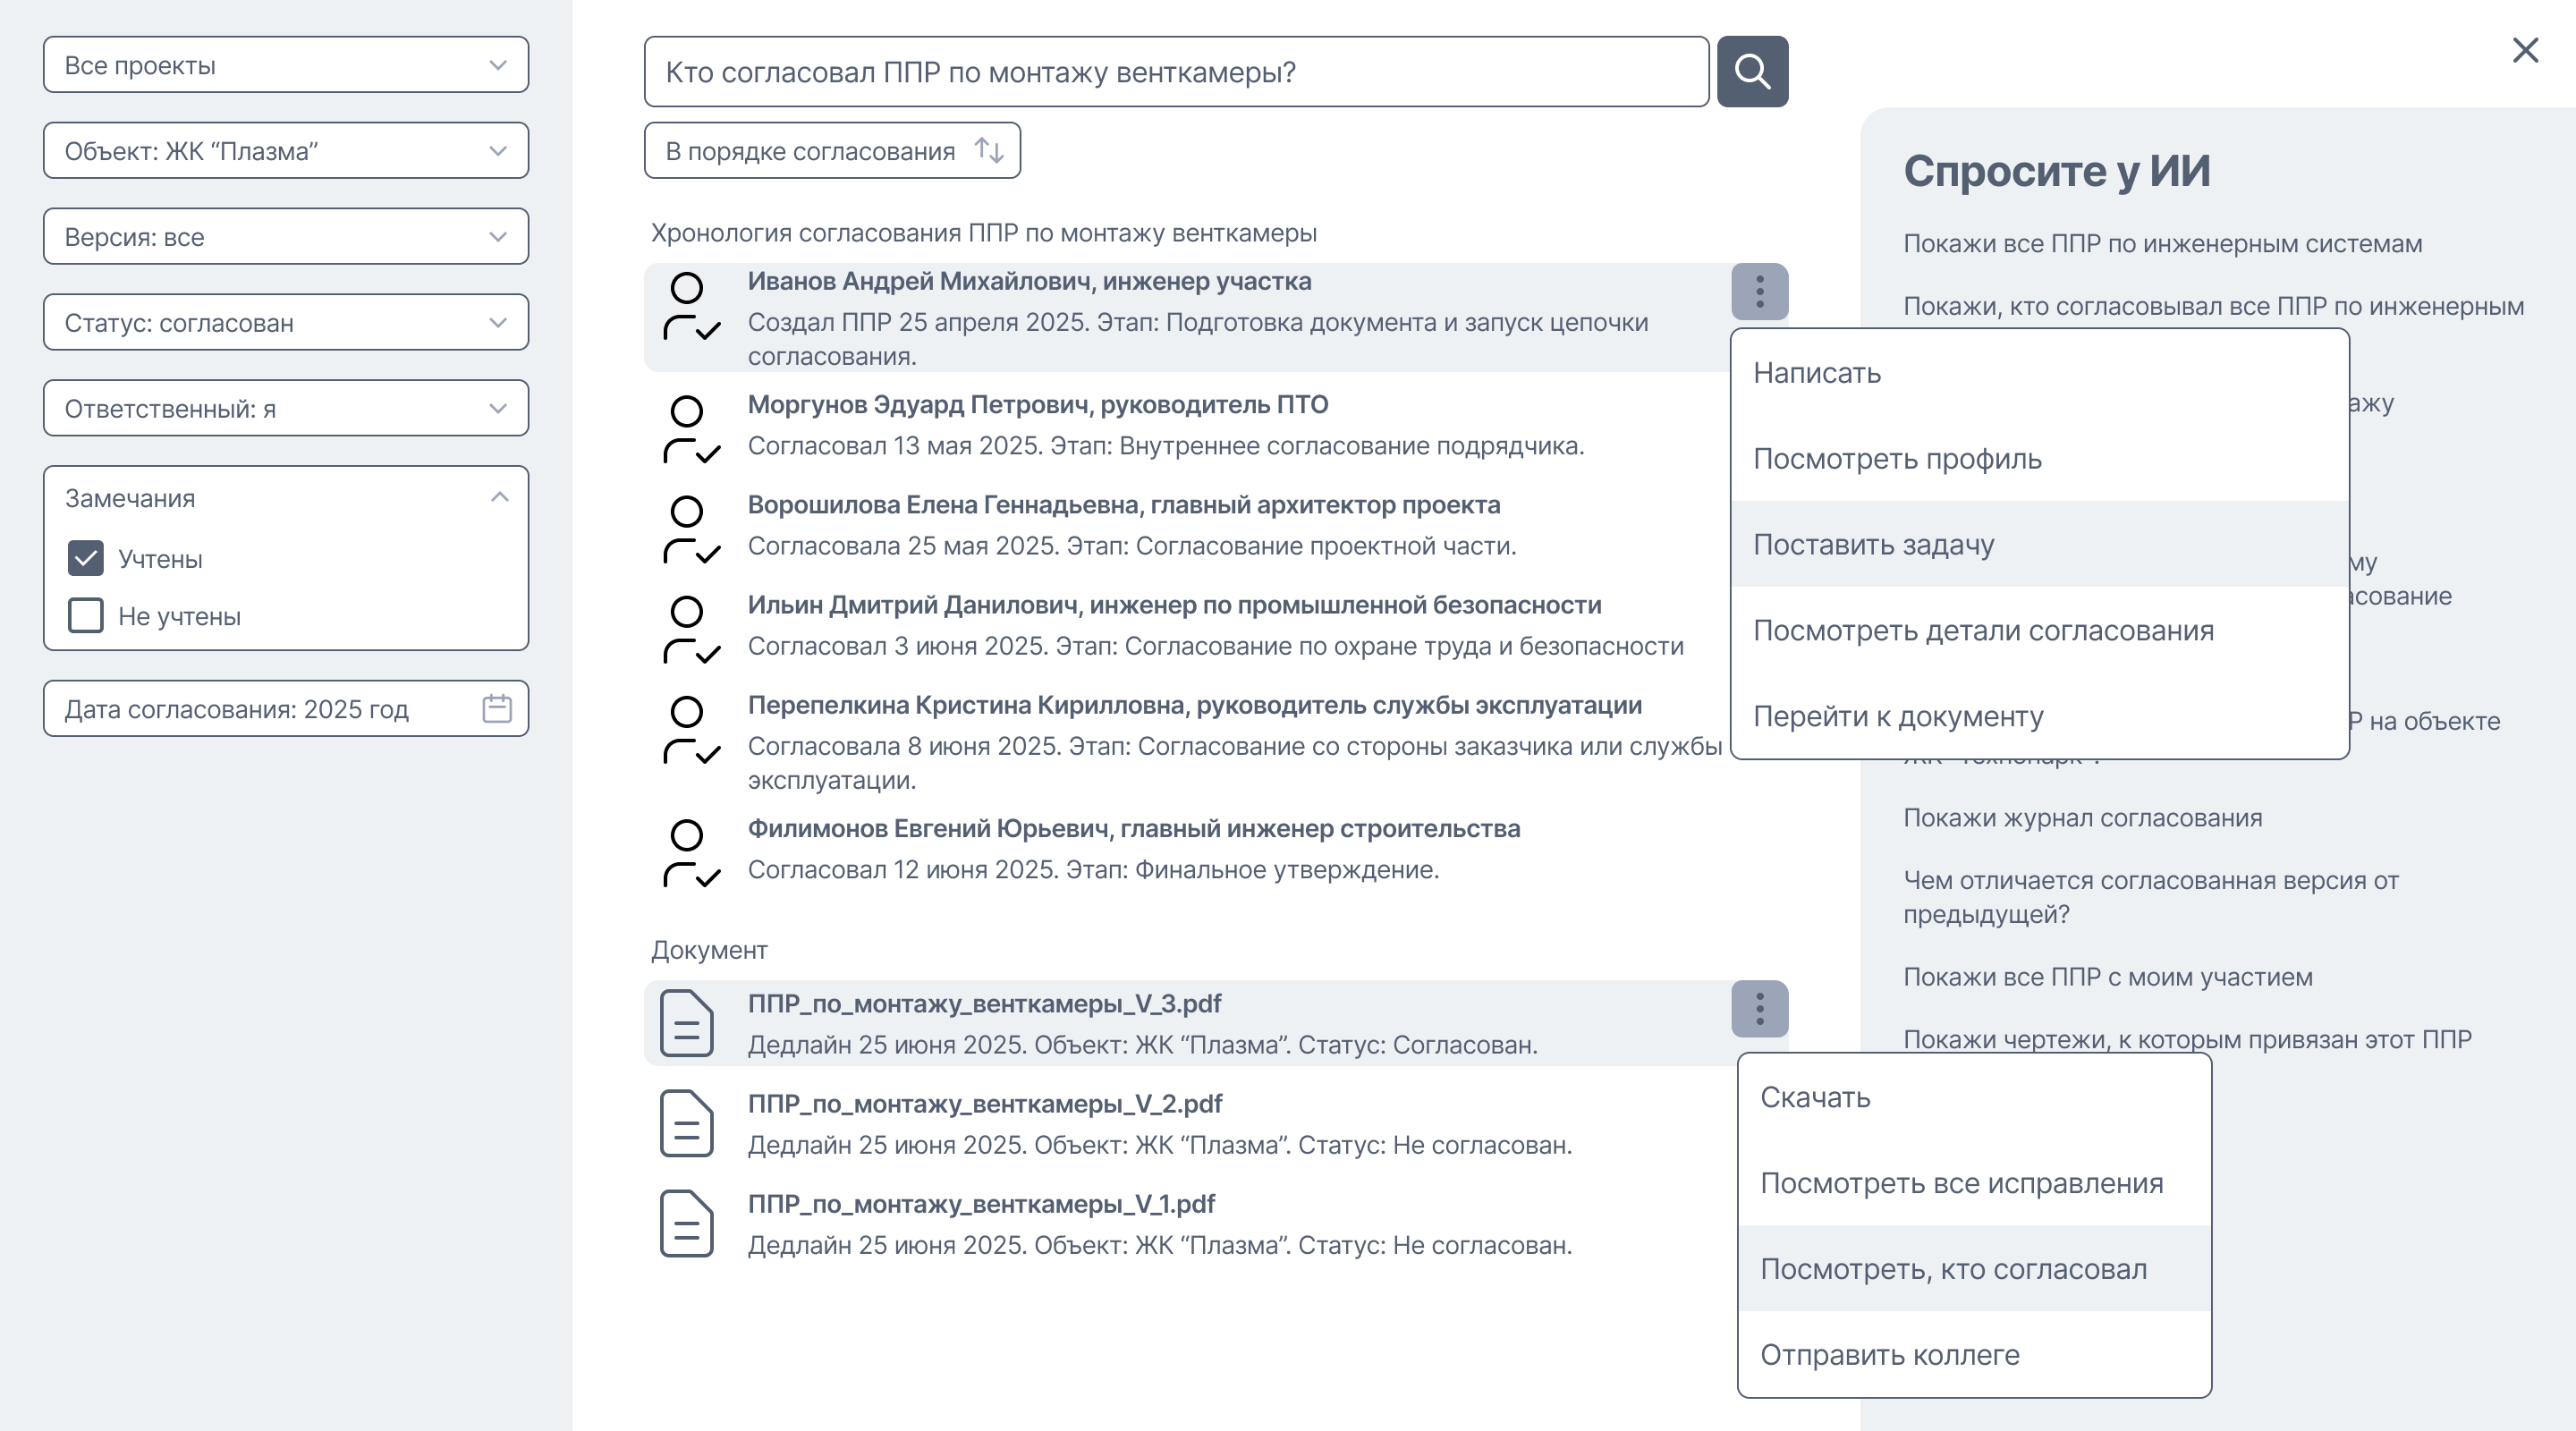 Все проекты
Объект: ЖК “Плазма”
Версия: все
Статус: согласован
Ответственный: я
Замечания
Учтены
Не учтены
Дата согласования: 2025 год
Кто согласовал ППР по монтажу венткамеры?
В порядке согласования
Хронология согласования ППР по монтажу венткамеры
Иванов Андрей Михайлович, инженер участка
Создал ППР 25 апреля 2025. Этап: Подготовка документа и запуск цепочки
согласования.
Моргунов Эдуард Петрович, руководитель ПТО
Согласовал 13 мая 2025. Этап: Внутреннее согласование подрядчика.
Ворошилова Елена Геннадьевна, главный архитектор проекта
Согласовала 25 мая 2025. Этап: Согласование проектной части.
Ильин Дмитрий Данилович, инженер по промышленной безопасности
Согласовал 3 июня 2025. Этап: Согласование по охране труда и безопасности
Перепелкина Кристина Кирилловна, руководитель службы эксплуатации
Согласовала 8 июня 2025. Этап: Согласование со стороны заказчика или службы
эксплуатации.
Филимонов Евгений Юрьевич, главный инженер строительства
Согласовал 12 июня 2025. Этап: Финальное утверждение.
Документ
ППР_по_монтажу_венткамеры_V_3.pdf
Дедлайн 25 июня 2025. Объект: ЖК “Плазма”. Статус: Согласован.
ППР_по_монтажу_венткамеры_V_2.pdf
Дедлайн 25 июня 2025. Объект: ЖК “Плазма”. Статус: Не согласован.
ППР_по_монтажу_венткамеры_V_1.pdf
Дедлайн 25 июня 2025. Объект: ЖК “Плазма”. Статус: Не согласован.
Написать
Посмотреть профиль
Поставить задачу
Посмотреть детали согласования
Перейти к документу
Скачать
Посмотреть все исправления
Посмотреть, кто согласовал
Отправить коллеге
Спросите у ИИ
Покажи все ППР по инженерным системам
Покажи, кто согласовывал все ППР по инженерным
на объекте
Покажи журнал согласования
Чем отличается согласованная версия от
предыдущей?
Покажи все ППР с моим участием
Покажи чертежи, к которым привязан этот ППР